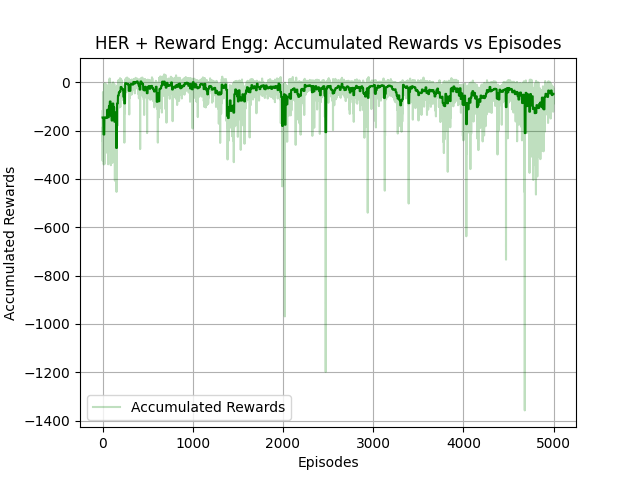 HER + Reward Engg: Accumulated Rewards vs Episodes
0
−200
−400
−600
−800
−1000
−1200
−1400
Accumulated Rewards
Accumulated Rewards
0 1000 2000 3000 4000 5000
Episodes